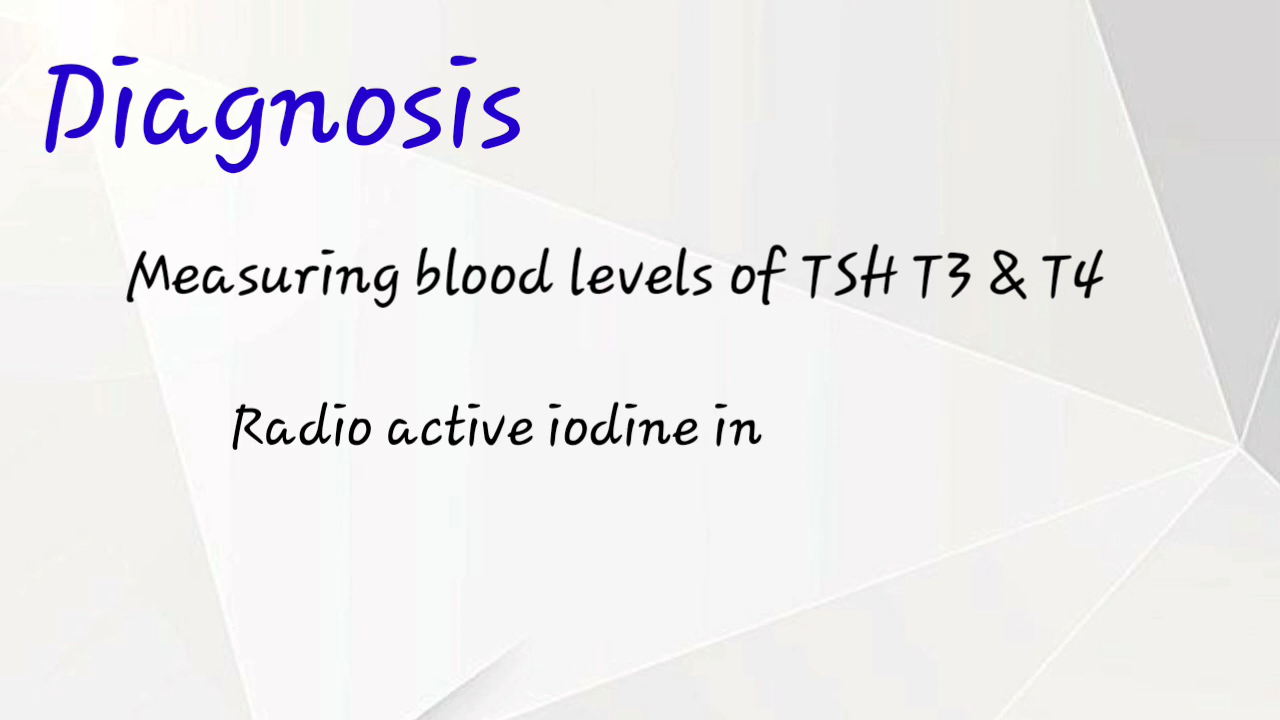 Diagnosis
Measuring blood levels of TSH T3 & T4
Radio active iodine in